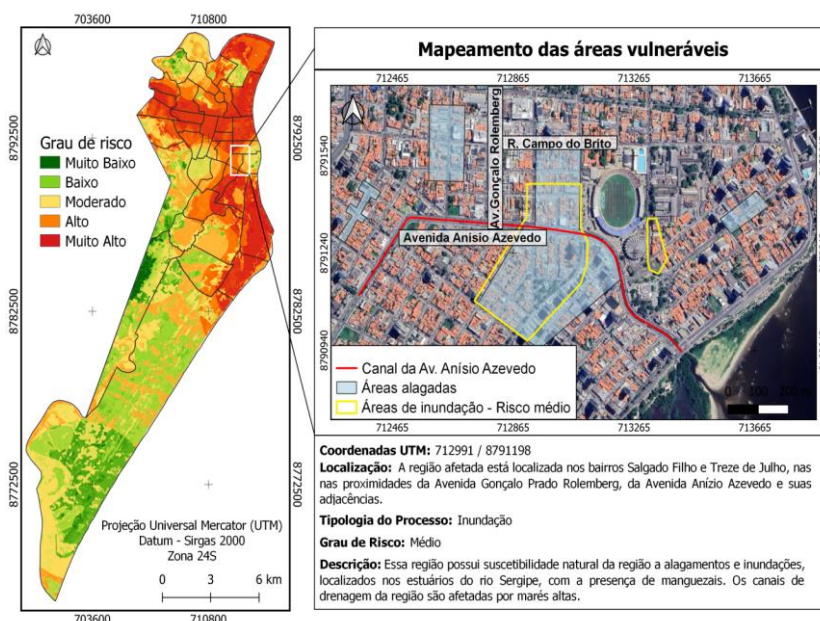 703600 710800
8792500
8782500
8772500
Grau de risco
Muito Baixo
Baixo
Moderado
Alto
Muito Alto
Projeção Universal Mercator (UTM)
Datum - Sirgas 2000
Zona 24S
0 3 6 km
703600 710800
8792500
8782500
8772500
Mapeamento das áreas vulneráveis
712465 712865 713265 713665
8791540
8791240
8790940
Av.Gonçalo Rolemberg
R. Campo do Brito
Avenida Anísio Azevedo
Canal da Av. Anísio Azevedo
Áreas alagadas
Áreas de inundação - Risco médio
0
712465 712865 713265 713665
Coordenadas UTM: 712991 / 8791198
Localização: A região afetada está localizada nos bairros Salgado Filho e Treze de Julho, nas
nas proximidades da Avenida Gonçalo Prado Rolemberg, da Avenida Anízio Azevedo e suas
adjacências.
Tipologia do Processo: Inundação
Grau de Risco: Médio
Descrição: Essa região possui suscetibilidade natural da região a alagamentos e inundações,
localizados nos estuários do rio Sergipe, com a presença de manguezais. Os canais de
drenagem da região são afetadas por marés altas.